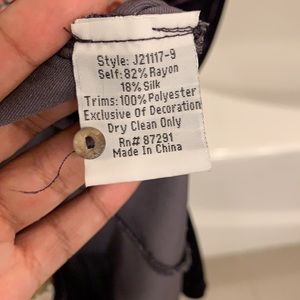 Style: J21117-9
Self: 82% Rayon
18% Silk
Trims: 100% Polyester
Exclusive Of Decoration
Dry Clean Only
Rn# 87291
Made In China